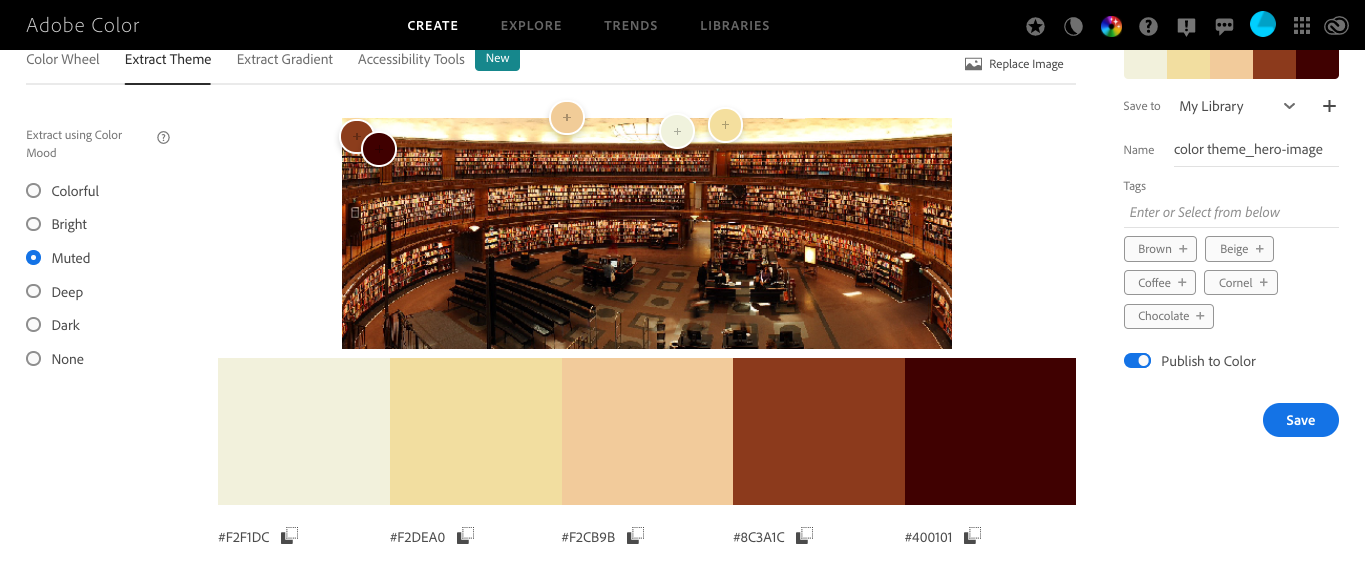 Adobe Color
CREATE
EXPLORE
TRENDS
LIBRARIES
Color Wheel
Extract Theme
Extract Gradient
Accessibility Tools
New
Replace Image
Extract using Color
Mood
Colorful
Bright
Muted
Deep
Dark
None
#F2F1DC
#F2DEA0
#F2CB9B
#8C3A1C
#400101
Save to
My Library
Name
color theme_hero-image
Tags
Enter or Select from below
Brown +
Beige +
Coffee +
Cornel +
Chocolate +
Publish to Color
Save